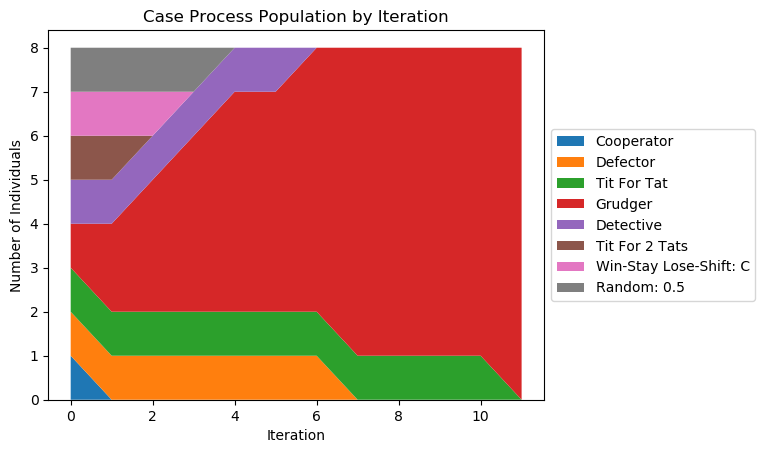 Case Process Population by Iteration
Number of Individuals
8
7
6
5
4
3
2
1
0
0 2 4 6 8 10
Iteration
Cooperator
Defector
Tit For Tat
Grudger
Detective
Tit For 2 Tats
Win-Stay Lose-Shift: C
Random: 0.5